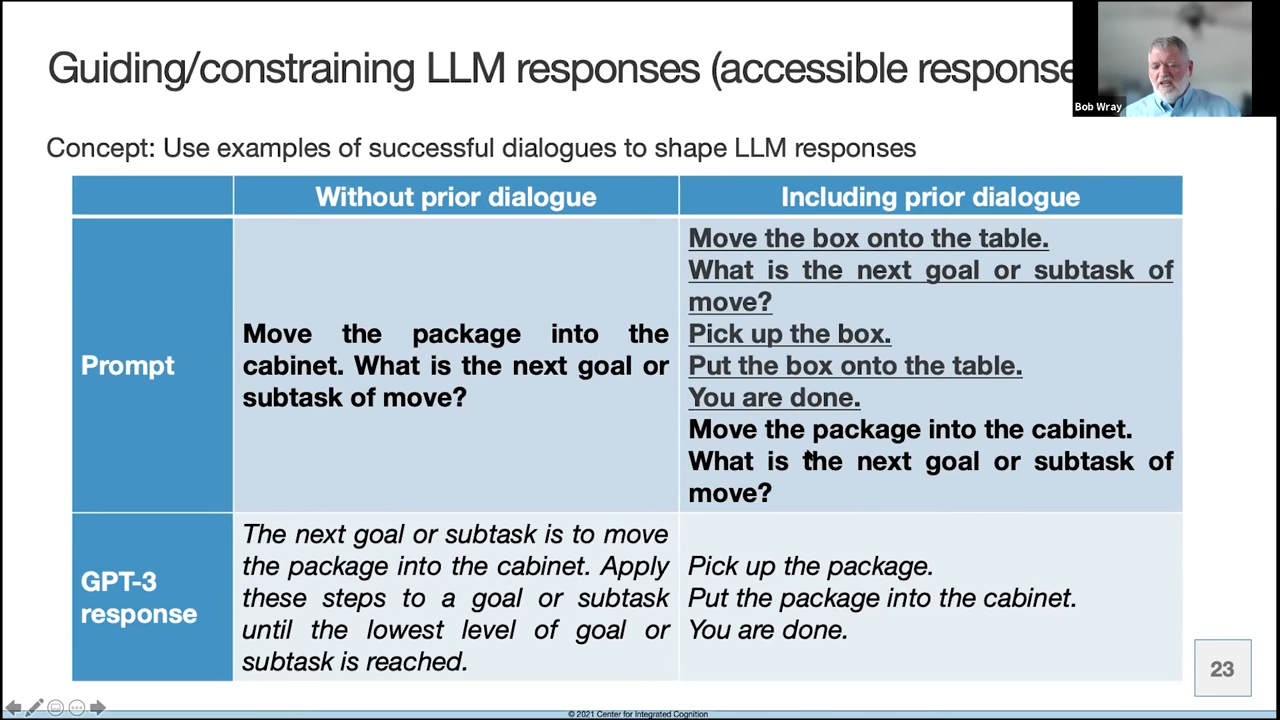 Guiding/constraining LLM responses (accessible response
Bob Wray
Concept: Use examples of successful dialogues to shape LLM responses
Without prior dialogue
Including prior dialogue
Prompt
Move the package into the
cabinet. What is the next goal or
subtask of move?
Move the box onto the table.
What is the next goal or subtask of
move?
Pick up the box.
Put the box onto the table.
You are done.
Move the package into the cabinet.
What is the next goal or subtask of
move?
GPT-3
response
The next goal or subtask is to move
the package into the cabinet. Apply
these steps to a goal or subtask
until the lowest level of goal or
subtask is reached.
Pick up the package.
Put the package into the cabinet.
You are done.
23
© 2021 Center for Integrated Cognition